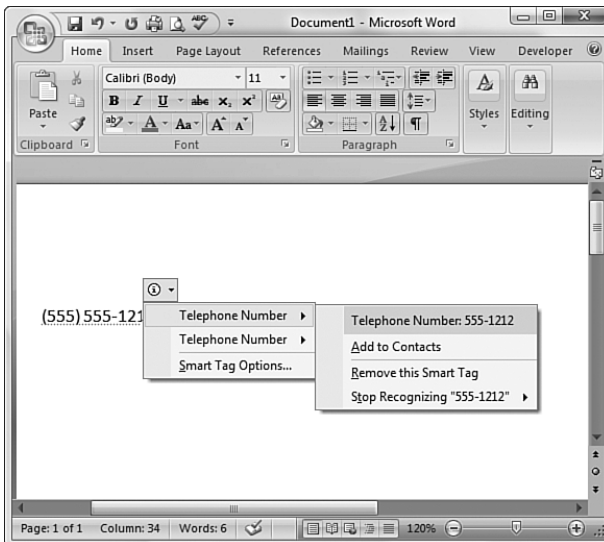 Document1 - Microsoft Word
Home Insert Page Layout References Mailings Review View Developer
Calibri (Body) 11
Paste
B I U abe X₂ X²
ab A Aa A A
Styles Editing
Clipboard Font Paragraph
(555) 555-121
Telephone Number
Telephone Number: 555-1212
Telephone Number
Add to Contacts
Smart Tag Options...
Remove this Smart Tag
Stop Recognizing "555-1212"
Page: 1 of 1 Column: 34 Words: 6 120%